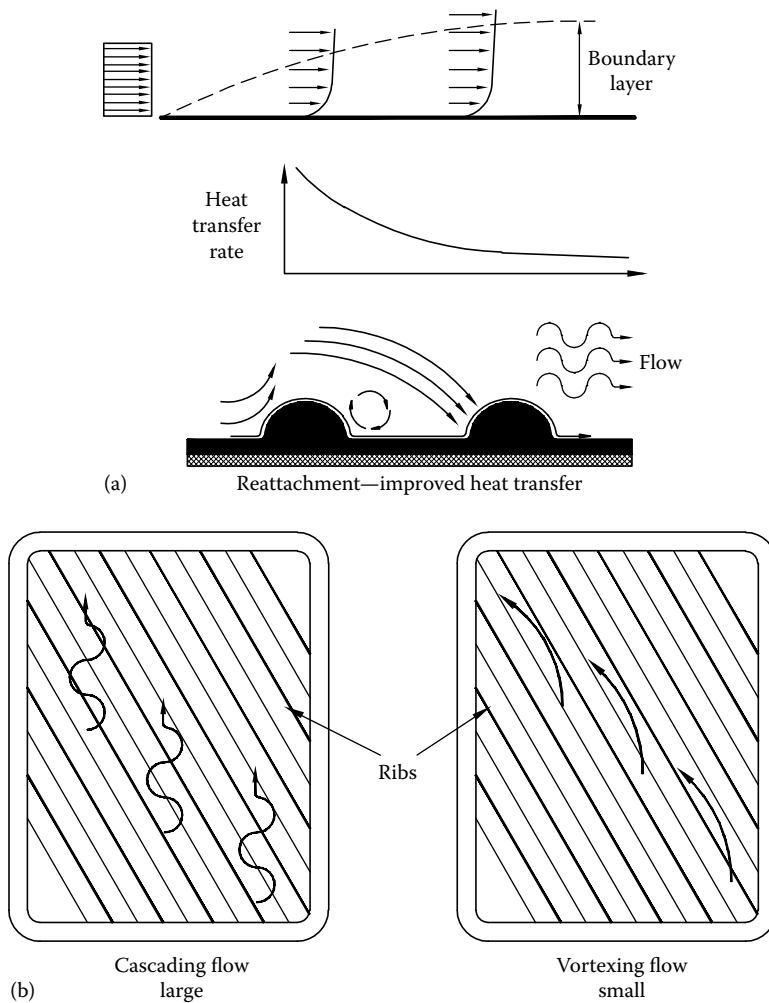 Boundary
layer
Heat
transfer
rate
Flow
(a)
Reattachment—improved heat transfer
Ribs
Cascading flow
large
Vortexing flow
small
(b)